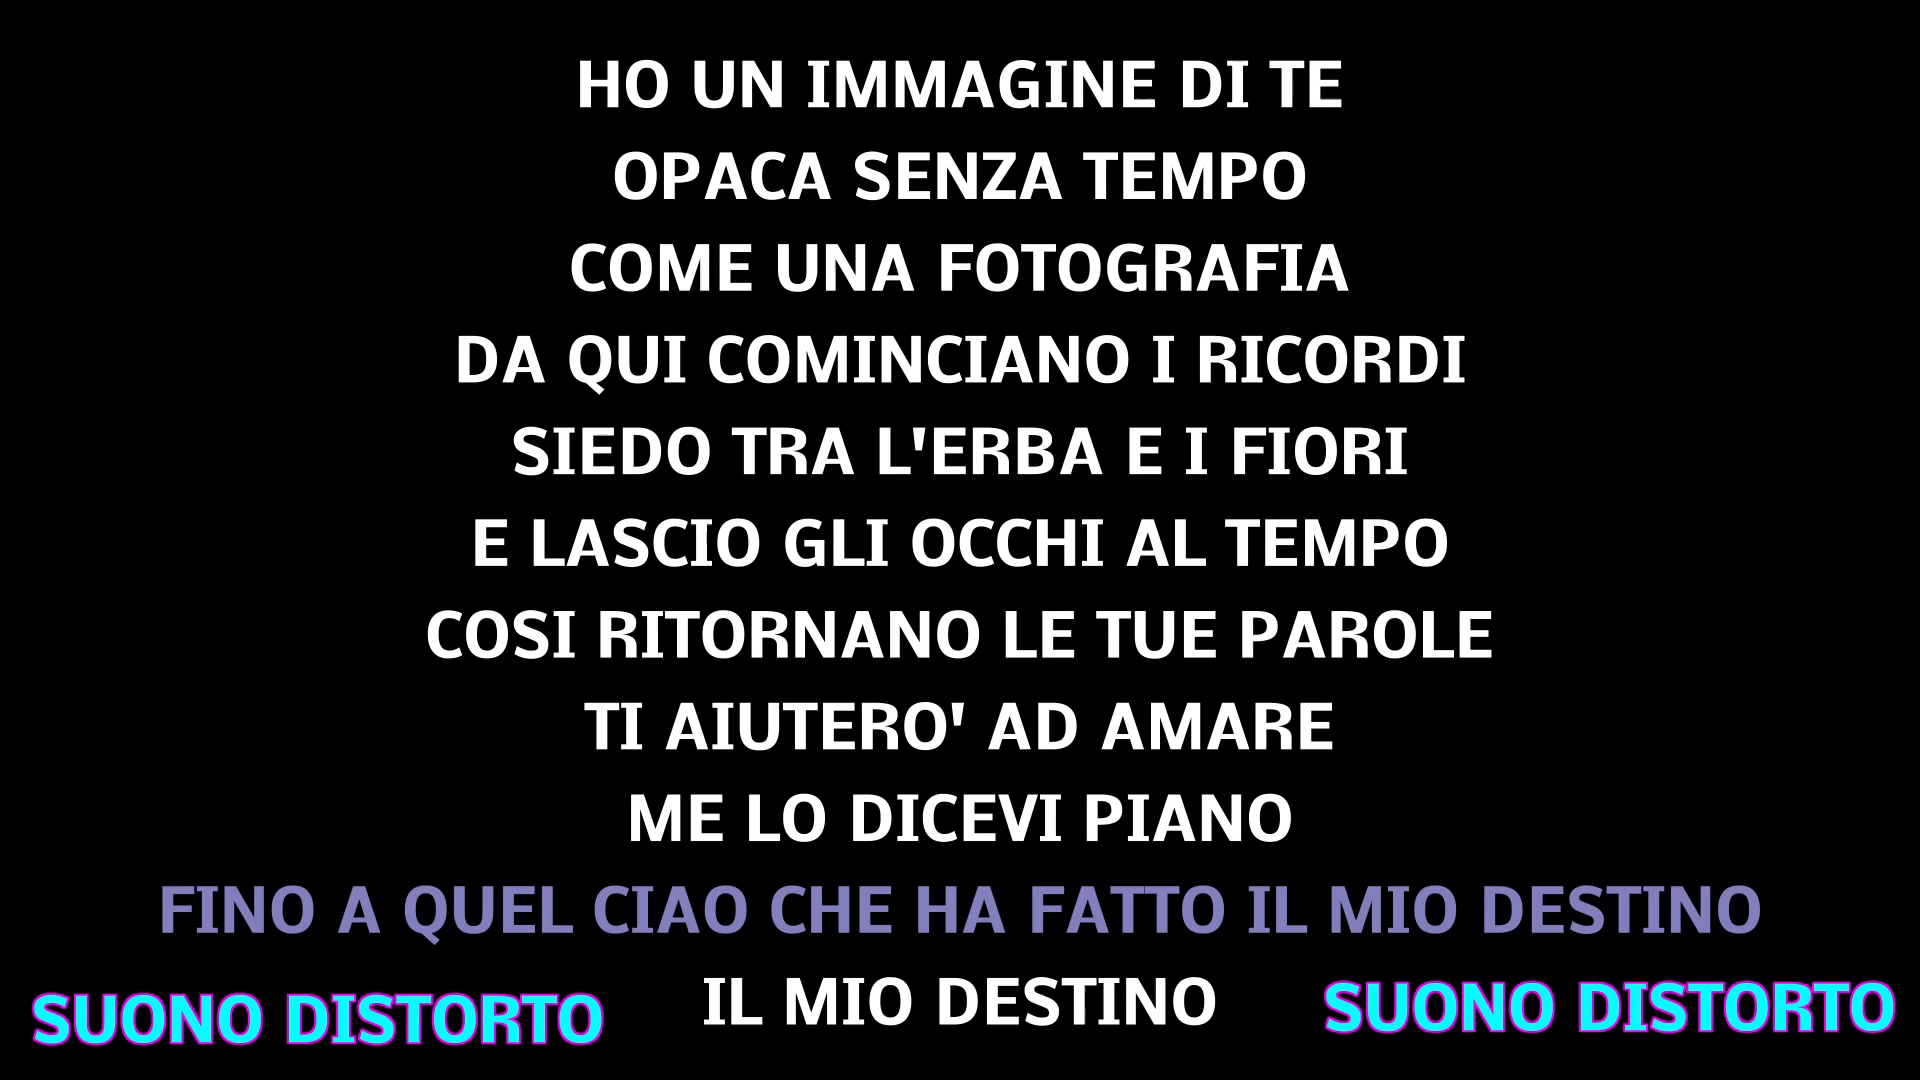 HO UN IMMAGINE DI TE
OPACA SENZA TEMPO
COME UNA FOTOGRAFIA
DA QUI COMINCIANO I RICORDI
SIEDO TRA L'ERBA E I FIORI
E LASCIO GLI OCCHI AL TEMPO
COSI RITORNANO LE TUE PAROLE
TI AIUTERO' AD AMARE
ME LO DICEVI PIANO
FINO A QUEL CIAO CHE HA FATTO IL MIO DESTINO
IL MIO DESTINO
SUONO DISTORTO
SUONO DISTORTO